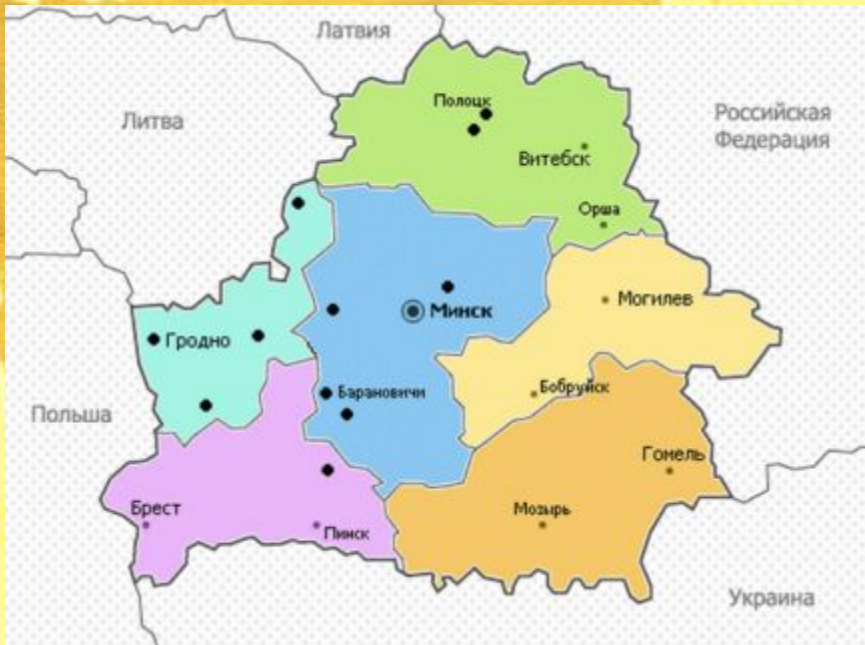 Латвия
Литва
Полоцк
Российская
Федерация
Витебск
Орша
Минск
Могилев
Гродно
Барановичи
Бобруйск
Польша
Гомель
Брест
Пинск
Мозырь
Украина